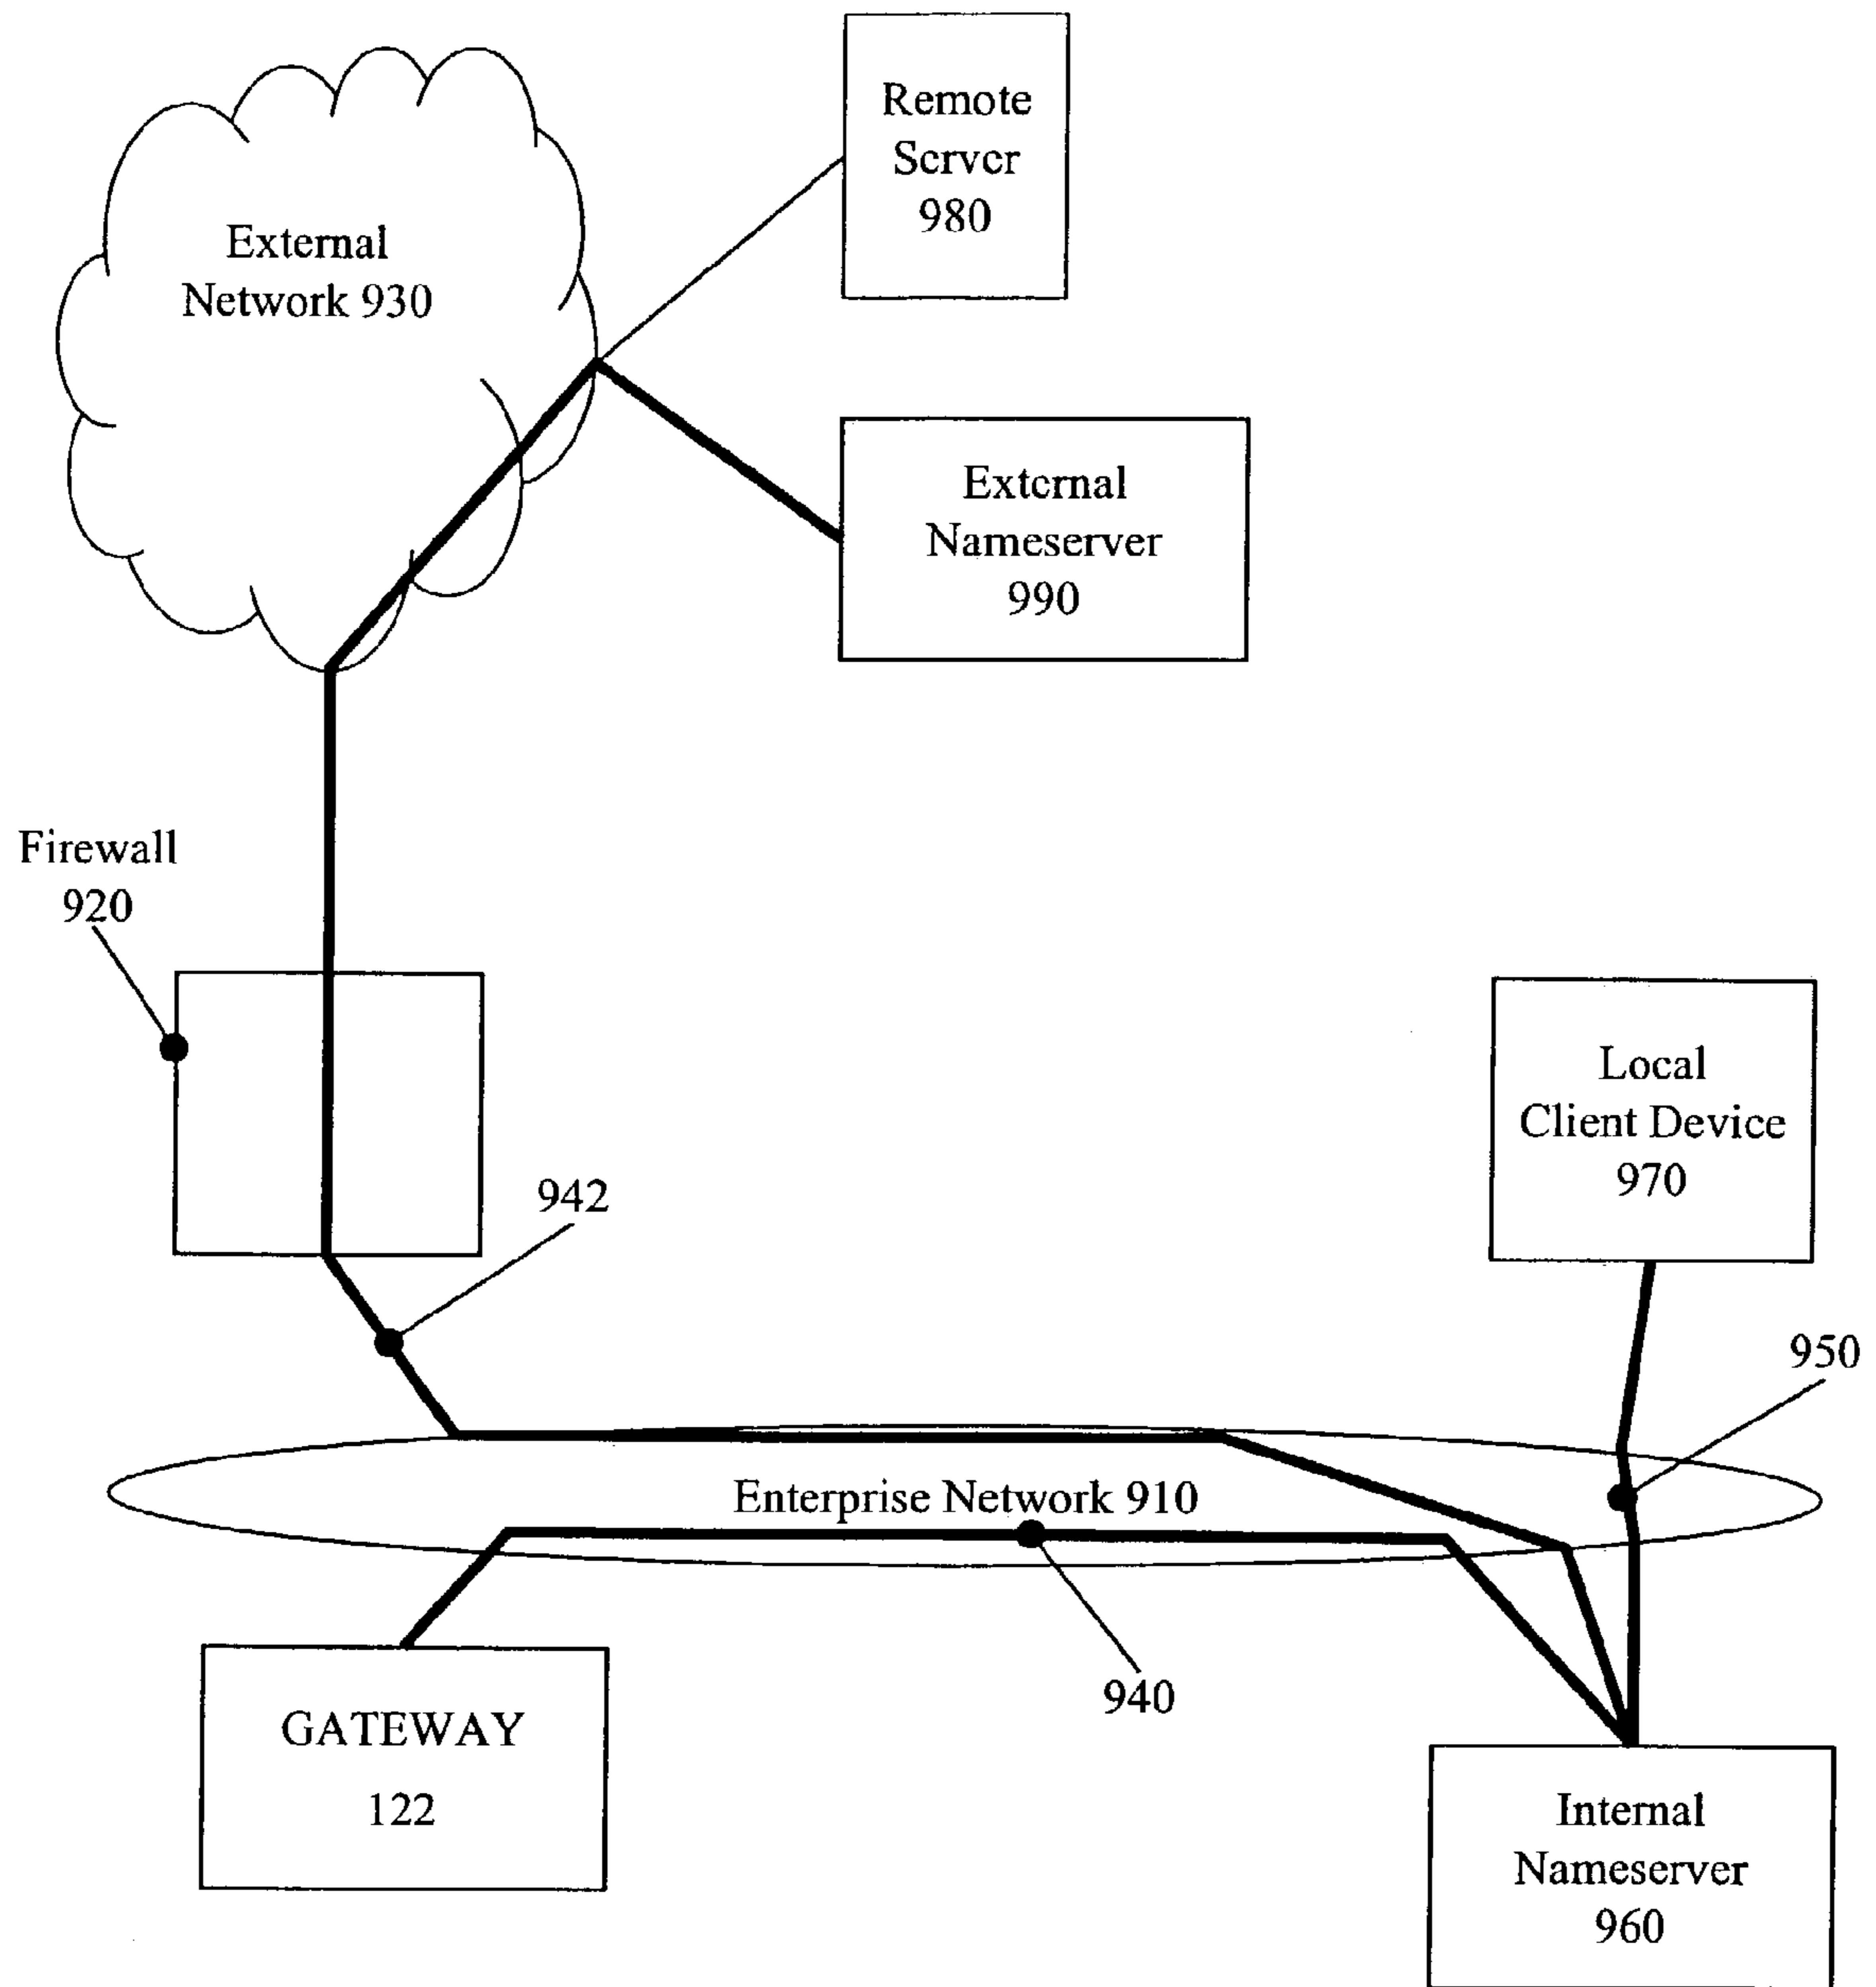 Remote
Server
980
External
Network 930
External
Nameserver
990
Firewall
920
942
Local
Client Device
970
950
Enterprise Network 910
940
GATEWAY
122
Internal
Nameserver
960